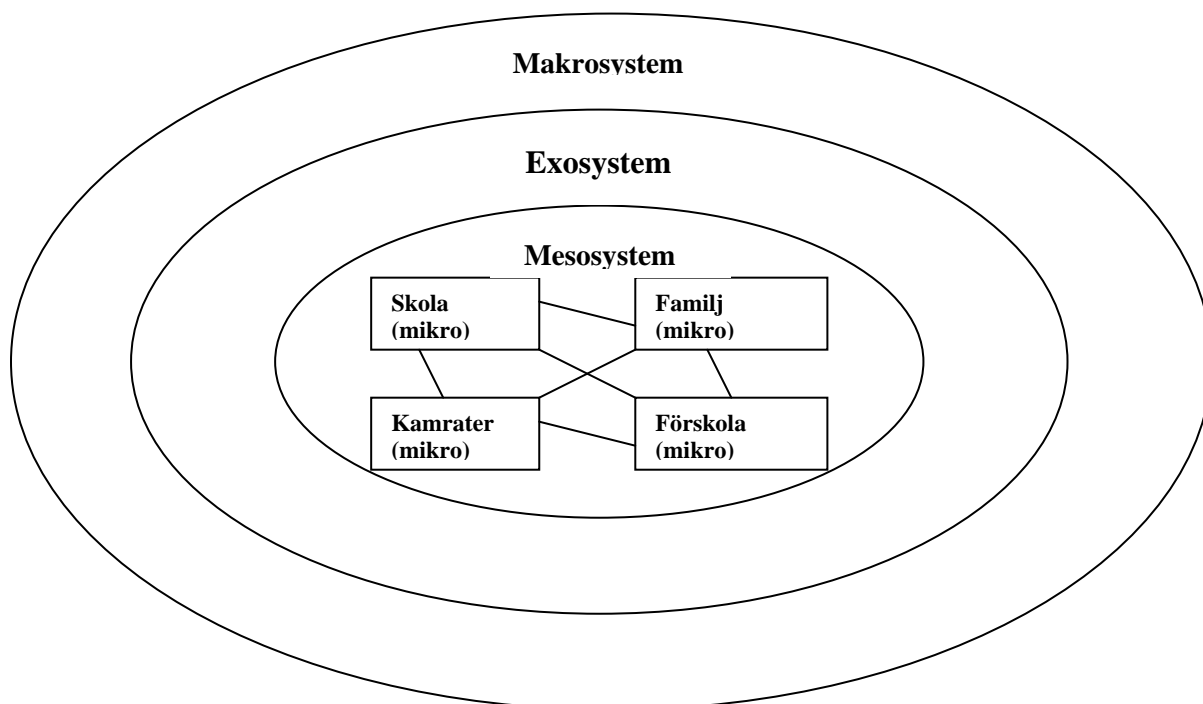 Makrosystem
Exosystem
Mesosystem
Skola
(mikro)
Familj
(mikro)
Kamrater
(mikro)
Förskola
(mikro)